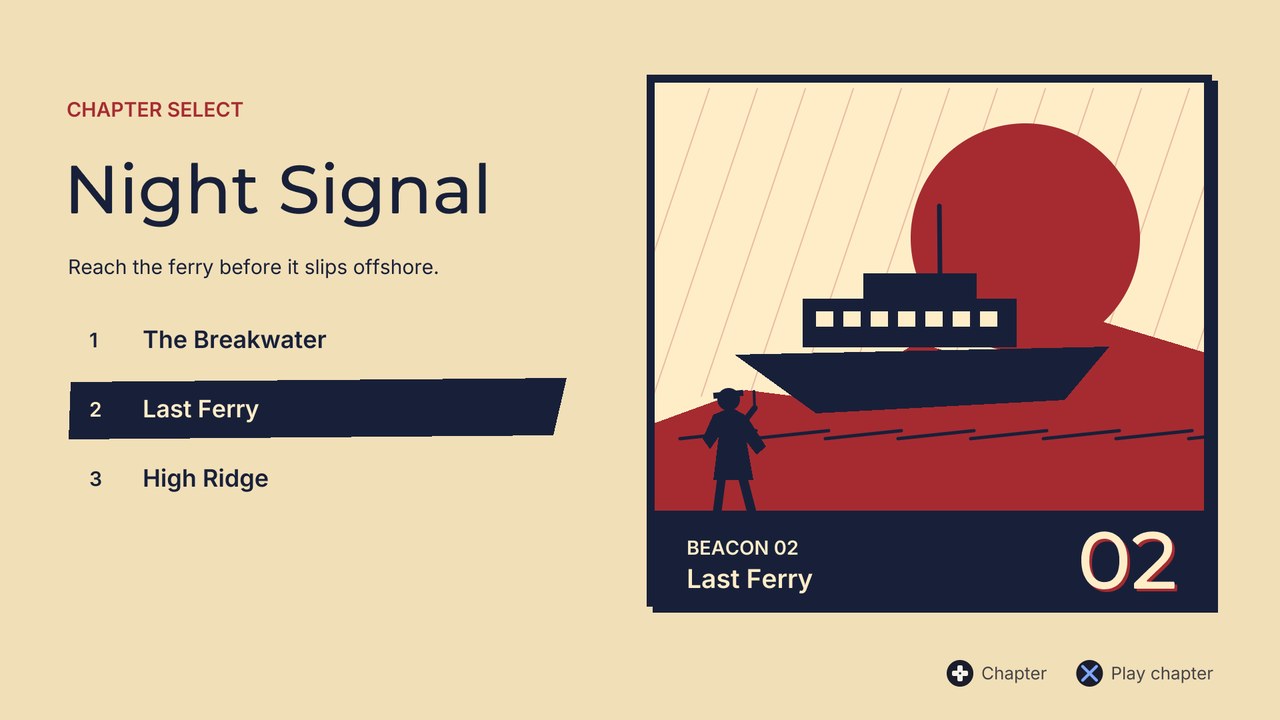 CHAPTER SELECT
Night Signal
Reach the ferry before it slips offshore.
1 The Breakwater
2 Last Ferry
3 High Ridge
BEACON 02
Last Ferry
02
Chapter
Play chapter